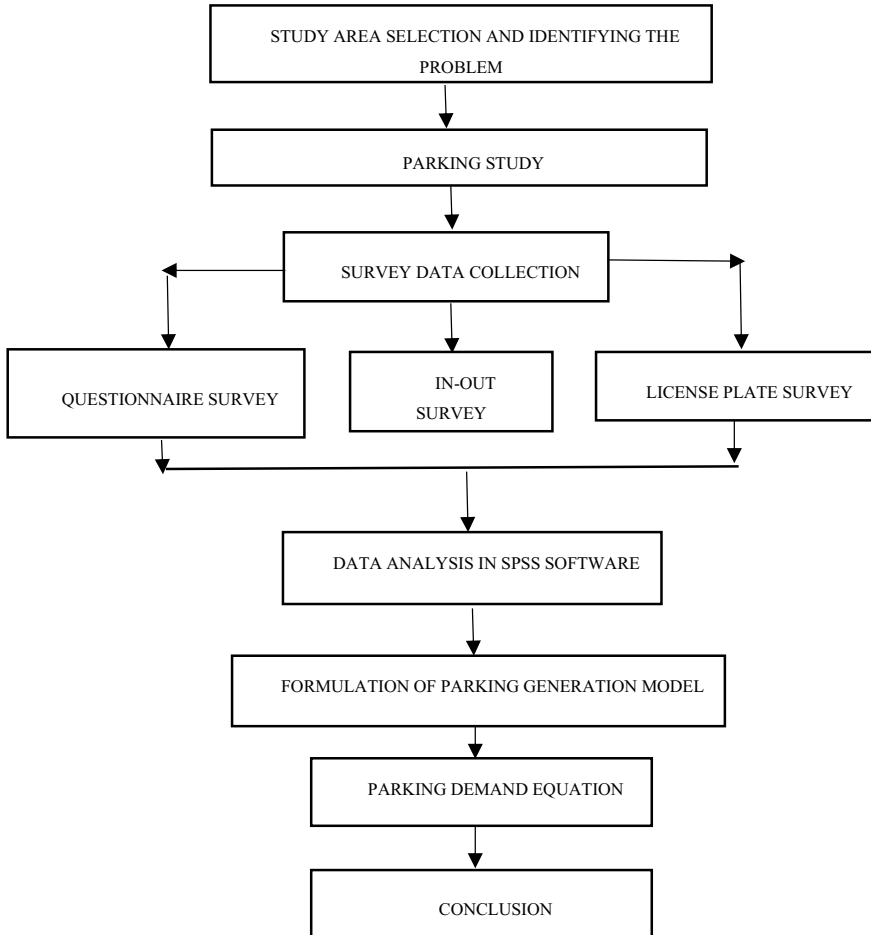 STUDY AREA SELECTION AND IDENTIFYING THE
PROBLEM
PARKING STUDY
SURVEY DATA COLLECTION
QUESTIONNAIRE SURVEY
IN-OUT
SURVEY
LICENSE PLATE SURVEY
DATA ANALYSIS IN SPSS SOFTWARE
FORMULATION OF PARKING GENERATION MODEL
PARKING DEMAND EQUATION
CONCLUSION